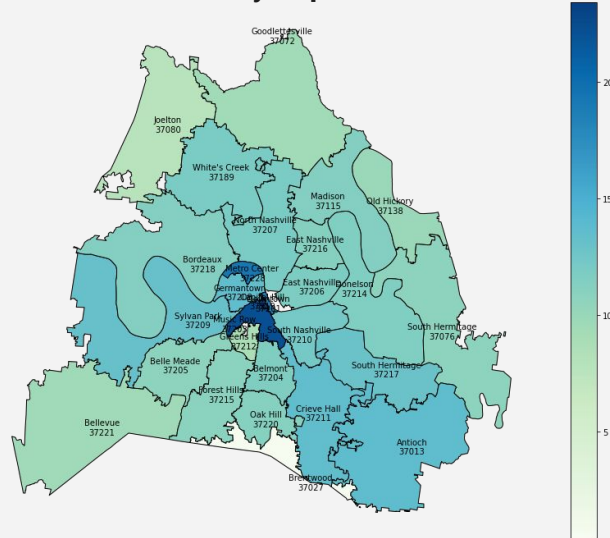 Goodlettesville
37072
Joelton
37080
White's Creek
37189
Madison
37115
Old Hickory
37138
North Nashville
37207
East Nashville
37216
Bordeaux
37218
Metro Center
37228
Germantown
East Nashville
37206
Donelson
37214
Sylvan Park
37209
Music Row
South Nashville
37210
South Hermitage
37076
Greens Hills
37212
Belle Meade
37205
Belmont
37204
South Hermitage
37217
Forest Hills
37215
Crieve Hall
37211
Oak Hill
37220
Bellevue
37221
Antioch
37013
Brentwood
37027
5